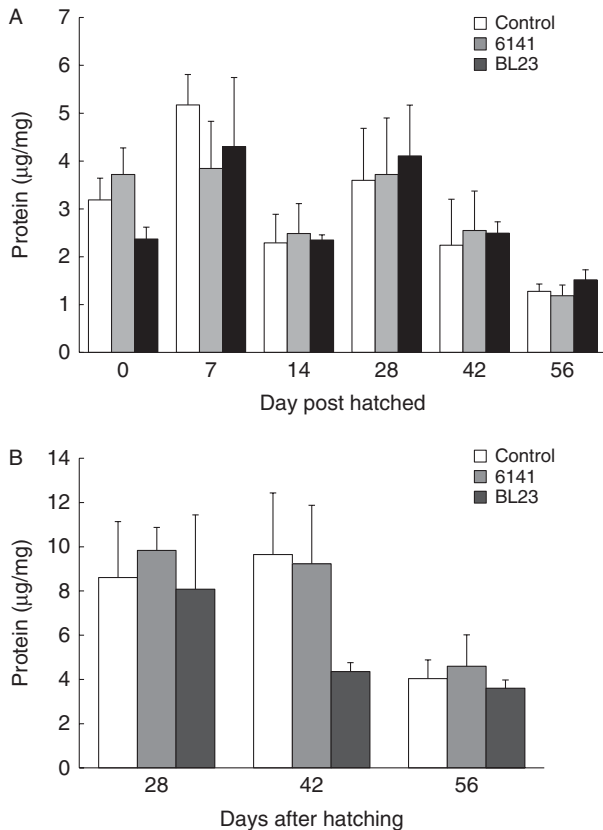 A
Control
6141
BL23
7
6
5
4
3
2
1
0
Protein (µg/mg)
0 7 14 28 42 56
Day post hatched
B
Control
6141
BL23
14
12
10
8
6
4
2
0
Protein (µg/mg)
28 42 56
Days after hatching